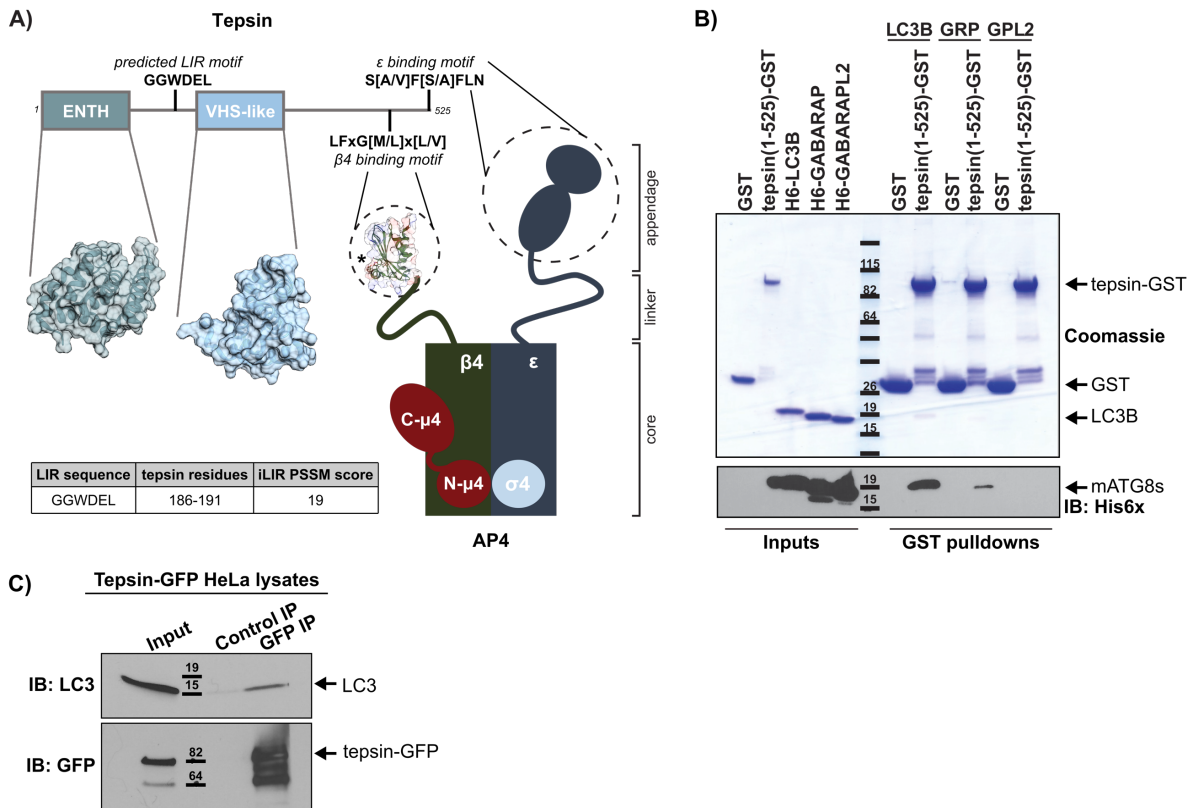 A)
Tepsin
predicted LIR motif
GGWDEL
ε binding motif
S[A/V]F[S/A]FLN
1
ENTH
VHS-like
525
LFxG[M/L]x[L/V]
β4 binding motif
*
appendage
linker
core
β4
ε
C-μ4
N-μ4
σ4
AP4
LIR sequence tepsin residues iLIR PSSM score
GGWDEL 186-191 19
B)
LC3B GRP GPL2
GST
tepsin(1-525)-GST
H6-LC3B
H6-GABARAP
H6-GABARAPL2
GST
tepsin(1-525)-GST
GST
tepsin(1-525)-GST
GST
tepsin(1-525)-GST
115
82
64
26
19
15
tepsin-GST
Coomassie
GST
LC3B
19
15
mATG8s
IB: His6x
Inputs
GST pulldowns
C)
Tepsin-GFP HeLa lysates
Input
Control IP
GFP IP
IB: LC3
19
15
LC3
IB: GFP
82
64
tepsin-GFP